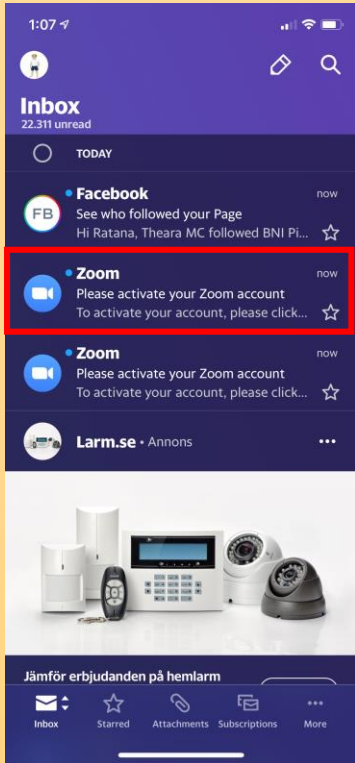 1:07
Inbox
22.311 unread
TODAY
FB
Facebook
now
See who followed your Page
Hi Ratana, Theara MC followed BNI Pi...
Zoom
now
Please activate your Zoom account
To activate your account, please click...
Zoom
now
Please activate your Zoom account
To activate your account, please click...
Larm.se • Annons
Jämför erbjudanden på hemlarm
Inbox
Starred
Attachments
Subscriptions
More